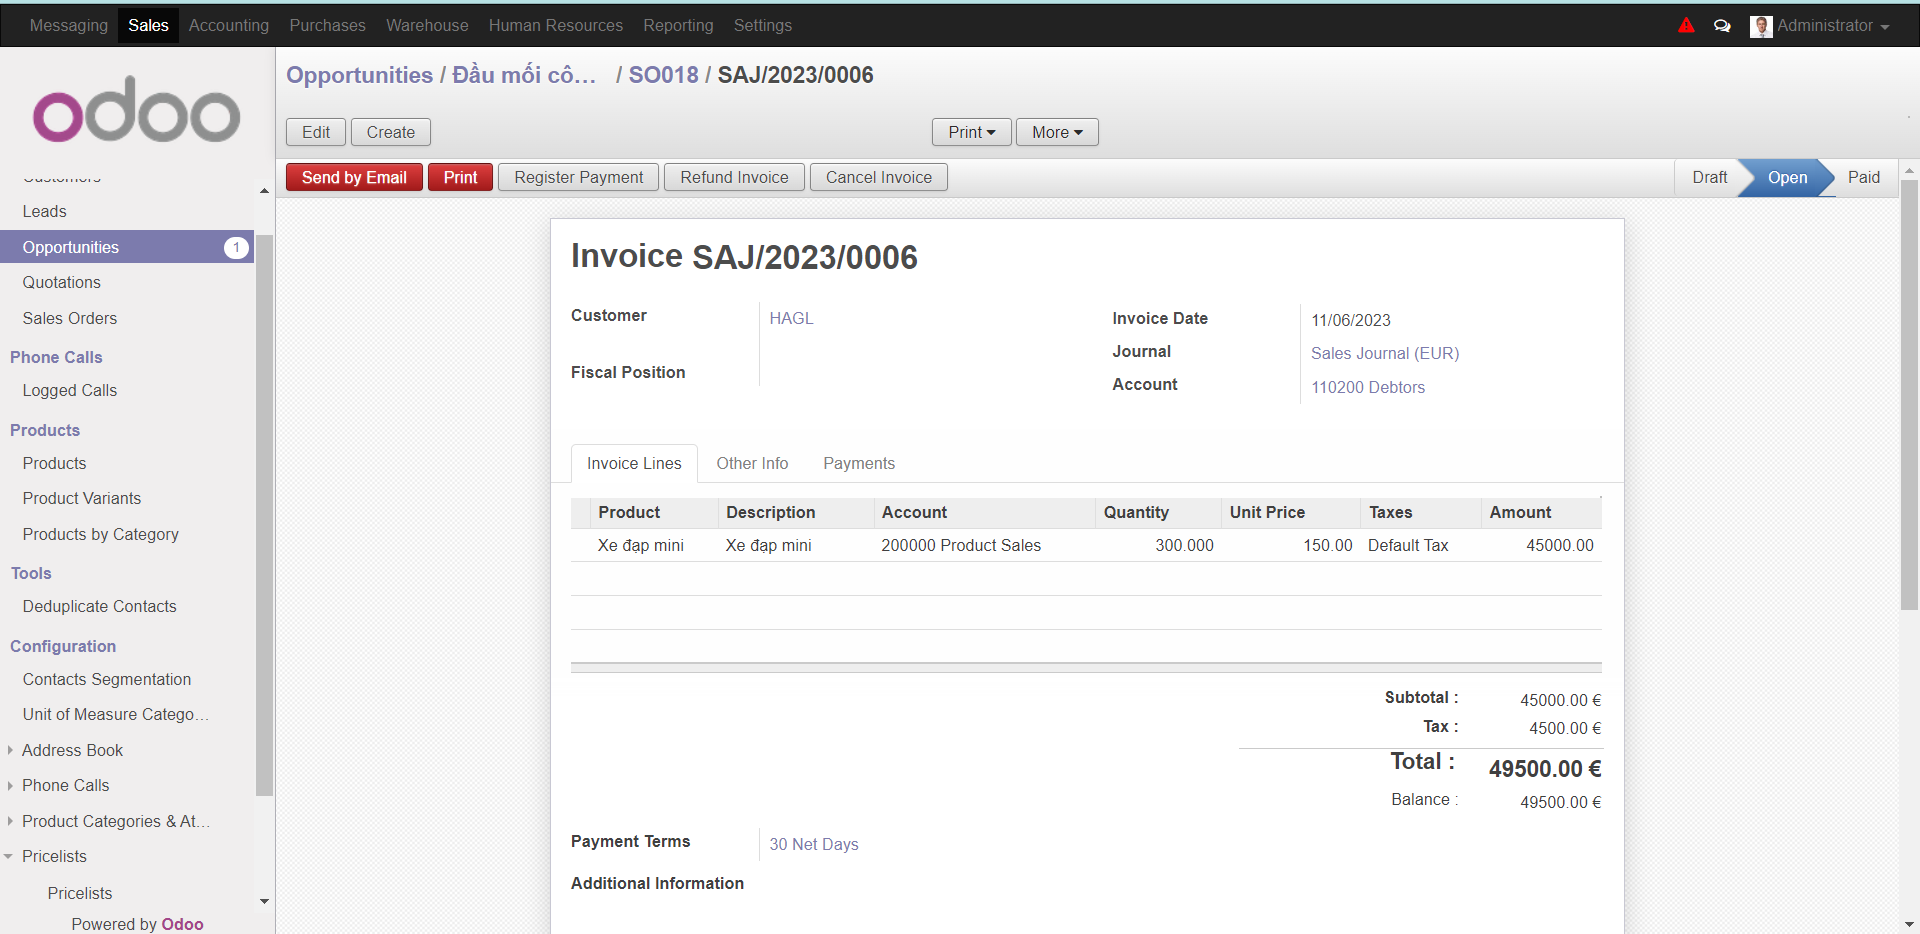 Messaging Sales Accounting Purchases Warehouse Human Resources Reporting Settings Administrator
odoo
Customers
Leads
Opportunities 1
Quotations
Sales Orders
Phone Calls
Logged Calls
Products
Products
Product Variants
Products by Category
Tools
Deduplicate Contacts
Configuration
Contacts Segmentation
Unit of Measure Catego...
Address Book
Phone Calls
Product Categories & At...
Pricelists
Pricelists
Powered by Odoo
Opportunities / Đầu mối cô... / SO018 / SAJ/2023/0006
Edit Create Print More
Send by Email Print Register Payment Refund Invoice Cancel Invoice Draft Open Paid
Invoice SAJ/2023/0006
Customer HAGL
Fiscal Position
Invoice Date 11/06/2023
Journal Sales Journal (EUR)
Account 110200 Debtors
Invoice Lines Other Info Payments
Product Description Account Quantity Unit Price Taxes Amount
Xe đạp mini Xe đạp mini 200000 Product Sales 300.000 150.00 Default Tax 45000.00
Subtotal : 45000.00 €
Tax : 4500.00 €
Total : 49500.00 €
Balance : 49500.00 €
Payment Terms 30 Net Days
Additional Information